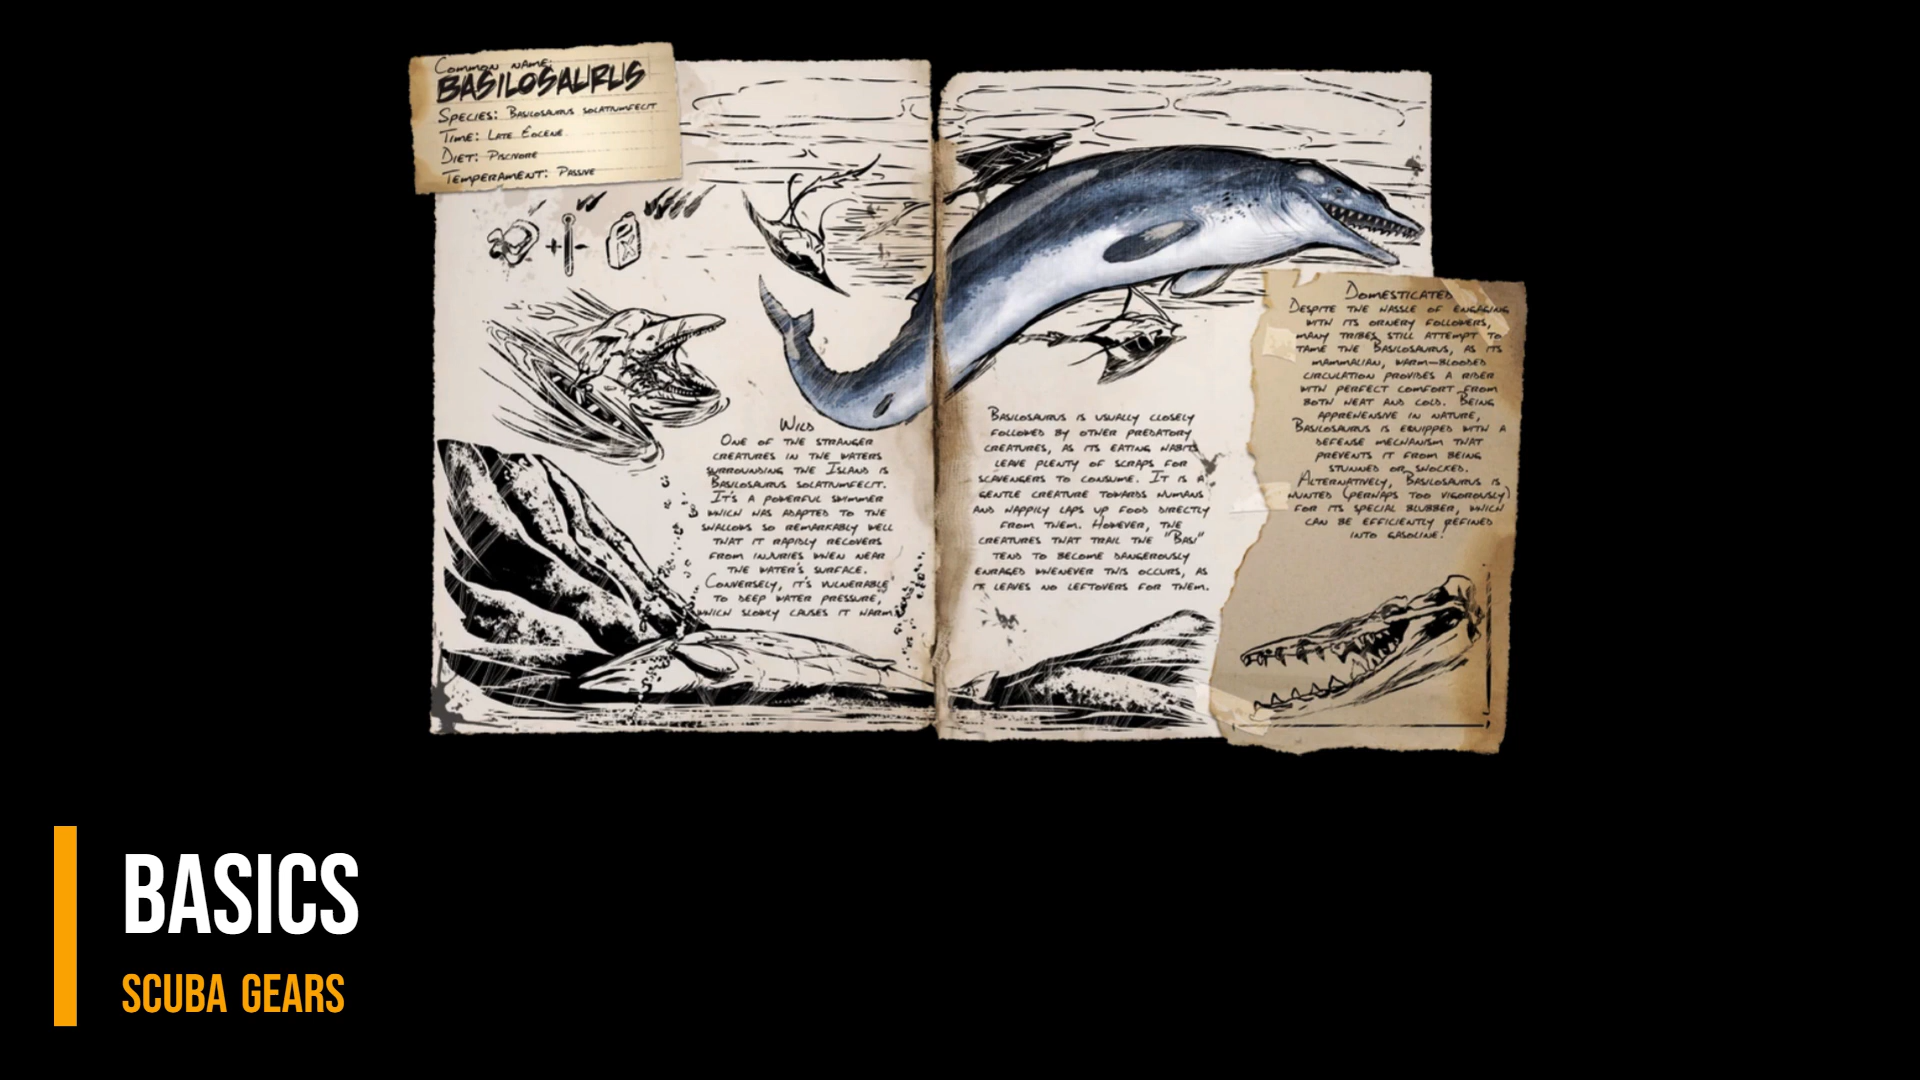 Common name:
BASILOSAURUS
Species: Basilosaurus solatiumfecit
Time: Late Eocene
Diet: Piscivore
Temperament: Passive
Wild
One of the stranger
creatures in the waters
surrounding the Island is
Basilosaurus solatiumfecit.
It's a powerful swimmer
which has adapted to the
shallows so remarkably well
that it rapidly recovers
from injuries when near
the water's surface.
Conversely, it's vulnerable
to deep water pressure,
which slowly causes it harm.
Basilosaurus is usually closely
followed by other predatory
creatures, as its eating habits
leave plenty of scraps for
scavengers to consume. It is a
gentle creature towards humans
and happily laps up food directly
from them. However, the
creatures that trail the "Basi"
tend to become dangerously
enraged whenever this occurs, as
it leaves no leftovers for them.
Domesticated
Despite the hassle of engaging
with its ornery followers,
many tribes still attempt to
tame the Basilosaurus, as its
mammalian, warm-blooded
circulation provides a rider
with perfect comfort from
both heat and cold. Being
apprehensive in nature,
Basilosaurus is equipped with a
defense mechanism that
prevents it from being
stunned or shocked.
Alternatively, Basilosaurus is
hunted (perhaps too vigorously)
for its special blubber, which
can be efficiently refined
into gasoline!
BASICS
SCUBA GEARS